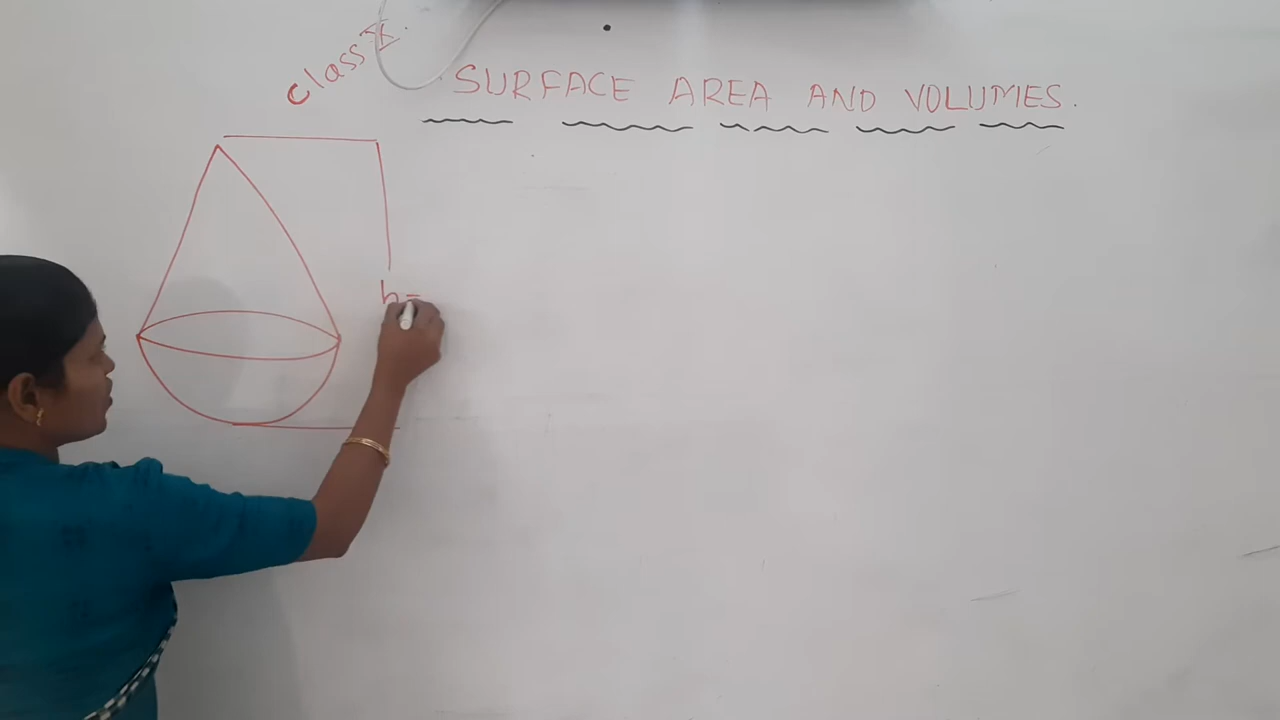 Class X.
SURFACE AREA AND VOLUMES.
h=